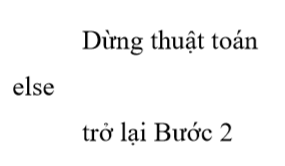 Dừng thuật toán
else
trở lại Bước 2